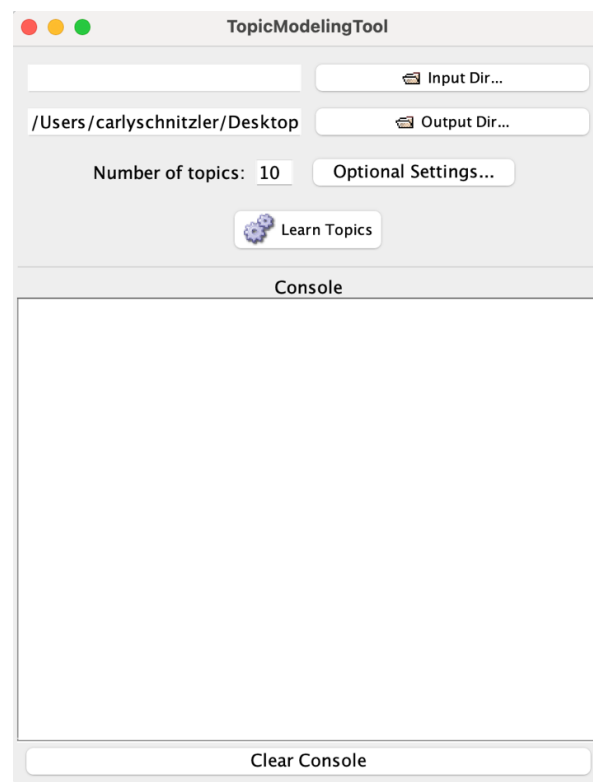 TopicModelingTool
Input Dir...
/Users/carlyschnitzler/Desktop Output Dir...
Number of topics: 10 Optional Settings...
Learn Topics
Console
Clear Console